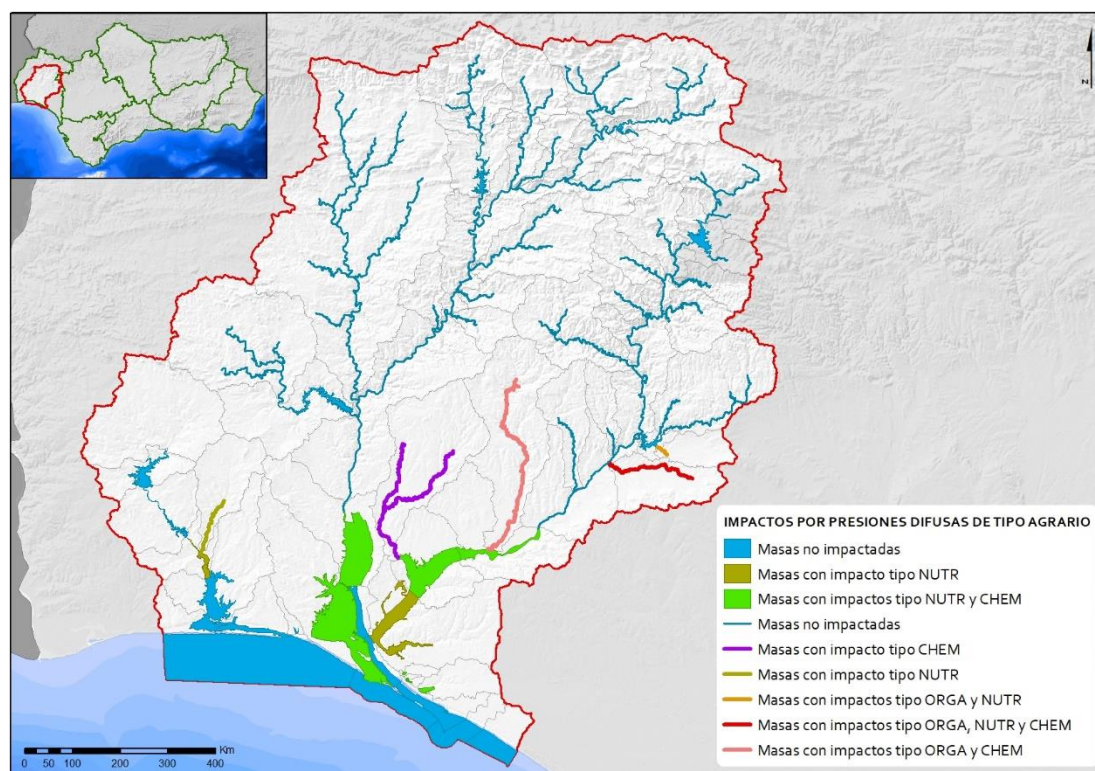 N
IMPACTOS POR PRESIONES DIFUSAS DE TIPO AGRARIO
Masas no impactadas
Masas con impacto tipo NUTR
Masas con impactos tipo NUTR y CHEM
Masas no impactadas
Masas con impacto tipo CHEM
Masas con impacto tipo NUTR
Masas con impactos tipo ORGA y NUTR
Masas con impactos tipo ORGA, NUTR y CHEM
Masas con impactos tipo ORGA y CHEM
Km
0 50 100 200 300 400